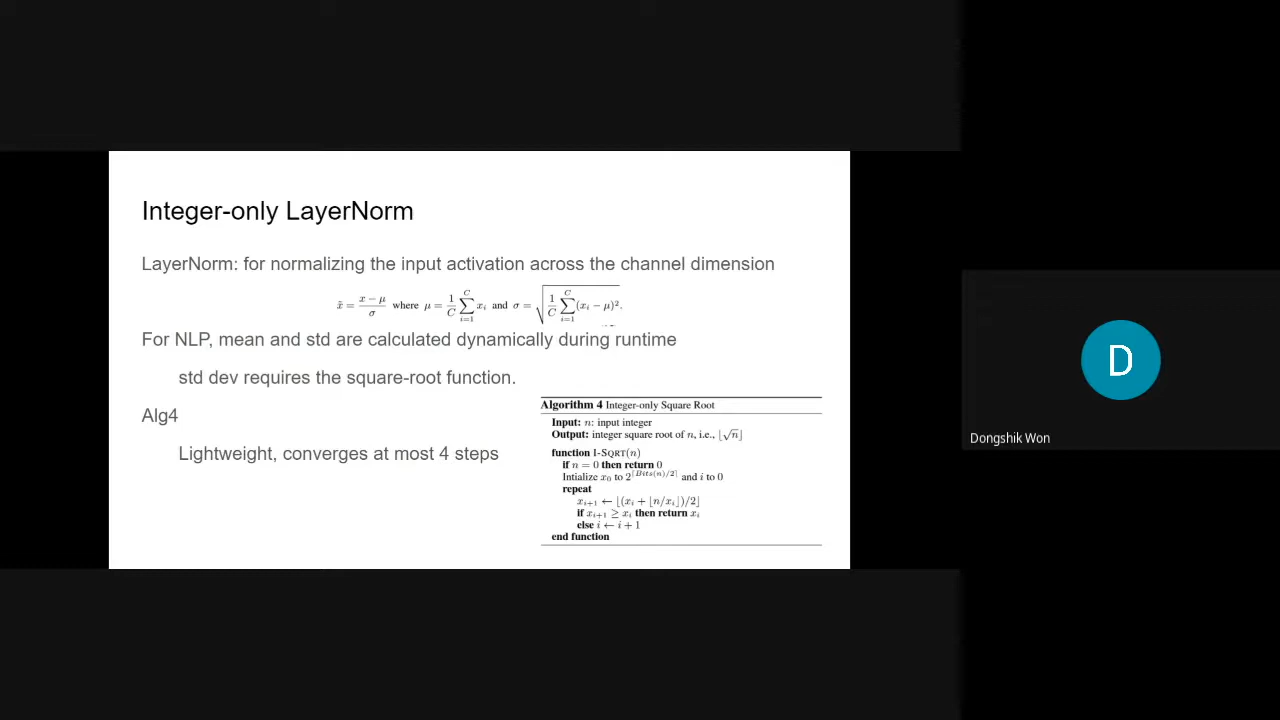 Integer-only LayerNorm
LayerNorm: for normalizing the input activation across the channel dimension
x̃ = (x − μ)/σ where μ = 1/C ∑_{i=1}^{C} x_i and σ = √(1/C ∑_{i=1}^{C} (x_i − μ)²).
For NLP, mean and std are calculated dynamically during runtime
std dev requires the square-root function.
Alg4
Lightweight, converges at most 4 steps
Algorithm 4 Integer-only Square Root
Input: n: input integer
Output: integer square root of n, i.e., ⌊√n⌋
function I-SQRT(n)
if n = 0 then return 0
Intialize x_0 to 2^{⌈Bits(n)/2⌉} and i to 0
repeat
x_{i+1} ← ⌊(x_i + ⌊n/x_i⌋)/2⌋
if x_{i+1} ≥ x_i then return x_i
else i ← i + 1
end function
D
Dongshik Won